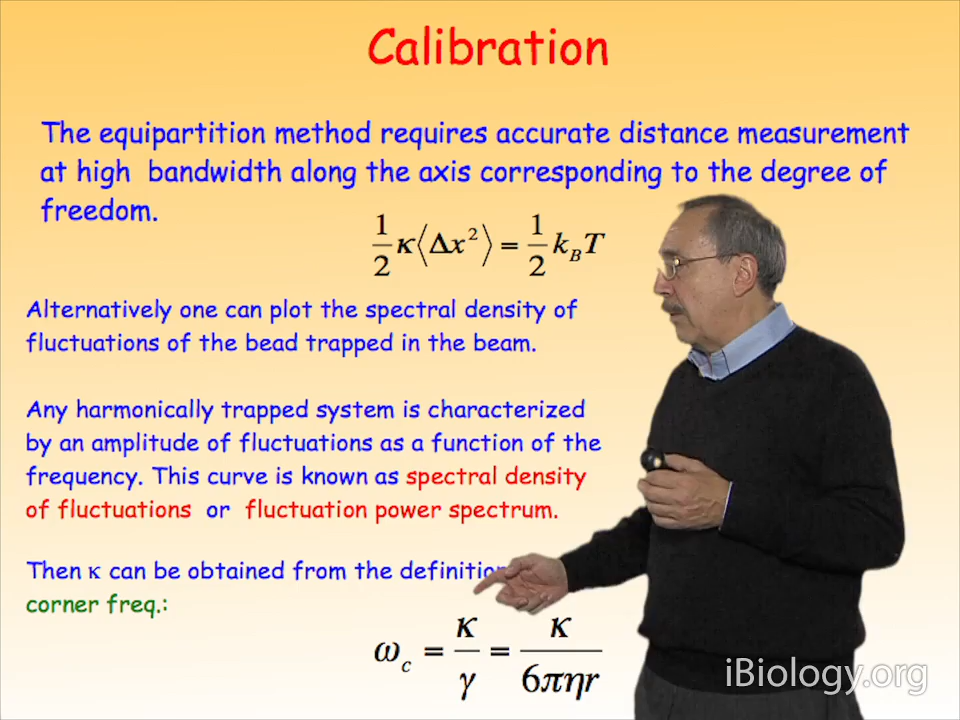 Calibration
The equipartition method requires accurate distance measurement
at high bandwidth along the axis corresponding to the degree of
freedom.
1/2 κ⟨Δx²⟩ = 1/2 k_B T
Alternatively one can plot the spectral density of
fluctuations of the bead trapped in the beam.
Any harmonically trapped system is characterized
by an amplitude of fluctuations as a function of the
frequency. This curve is known as spectral density
of fluctuations or fluctuation power spectrum.
Then κ can be obtained from the
corner freq.:
ω_c = κ/γ = κ/6πηr
iBiology.org